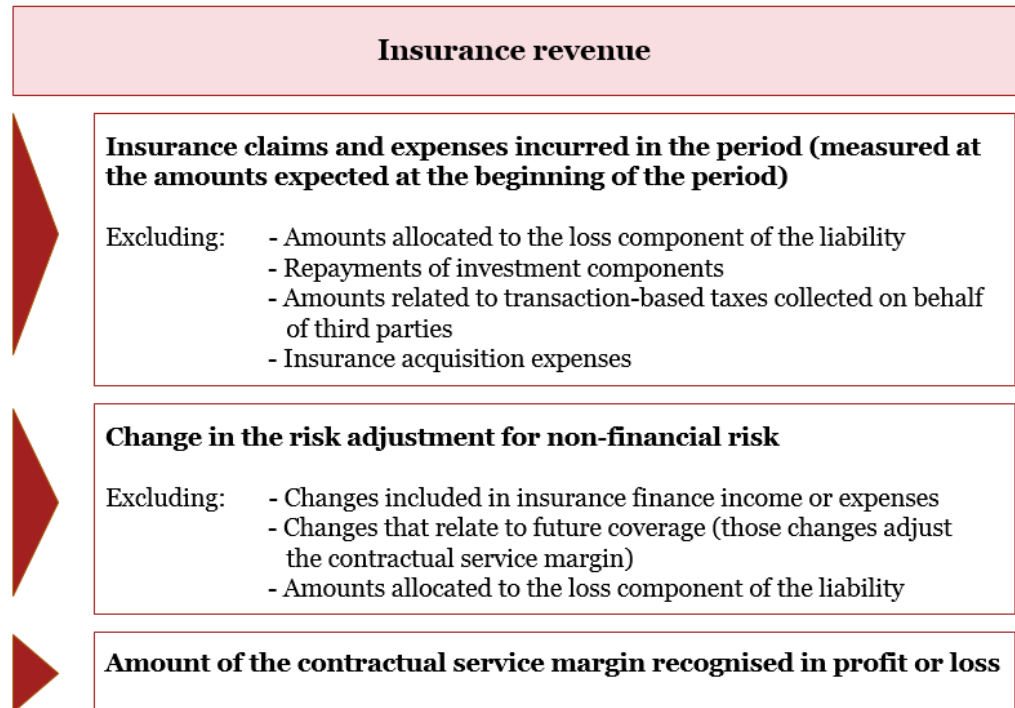 Insurance revenue
Insurance claims and expenses incurred in the period (measured at
the amounts expected at the beginning of the period)
Excluding: - Amounts allocated to the loss component of the liability
- Repayments of investment components
- Amounts related to transaction-based taxes collected on behalf
of third parties
- Insurance acquisition expenses
Change in the risk adjustment for non-financial risk
Excluding: - Changes included in insurance finance income or expenses
- Changes that relate to future coverage (those changes adjust
the contractual service margin)
- Amounts allocated to the loss component of the liability
Amount of the contractual service margin recognised in profit or loss